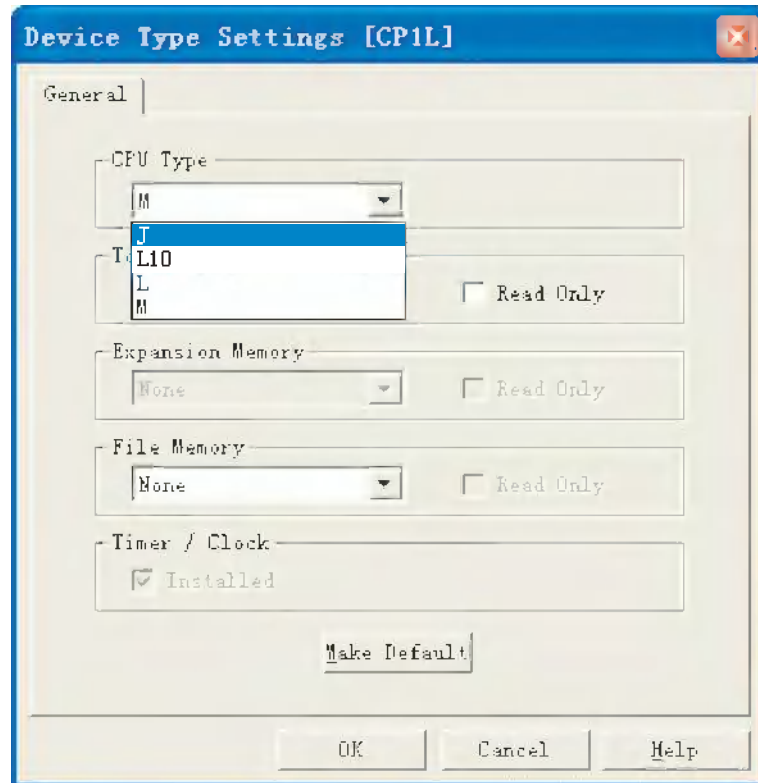 Device Type Settings [CP1L]
General
CPU Type
M
J
L10
L
M
Read Only
Expansion Memory
None
Read Only
File Memory
None
Read Only
Timer / Clock
Installed
Make Default
OK
Cancel
Help